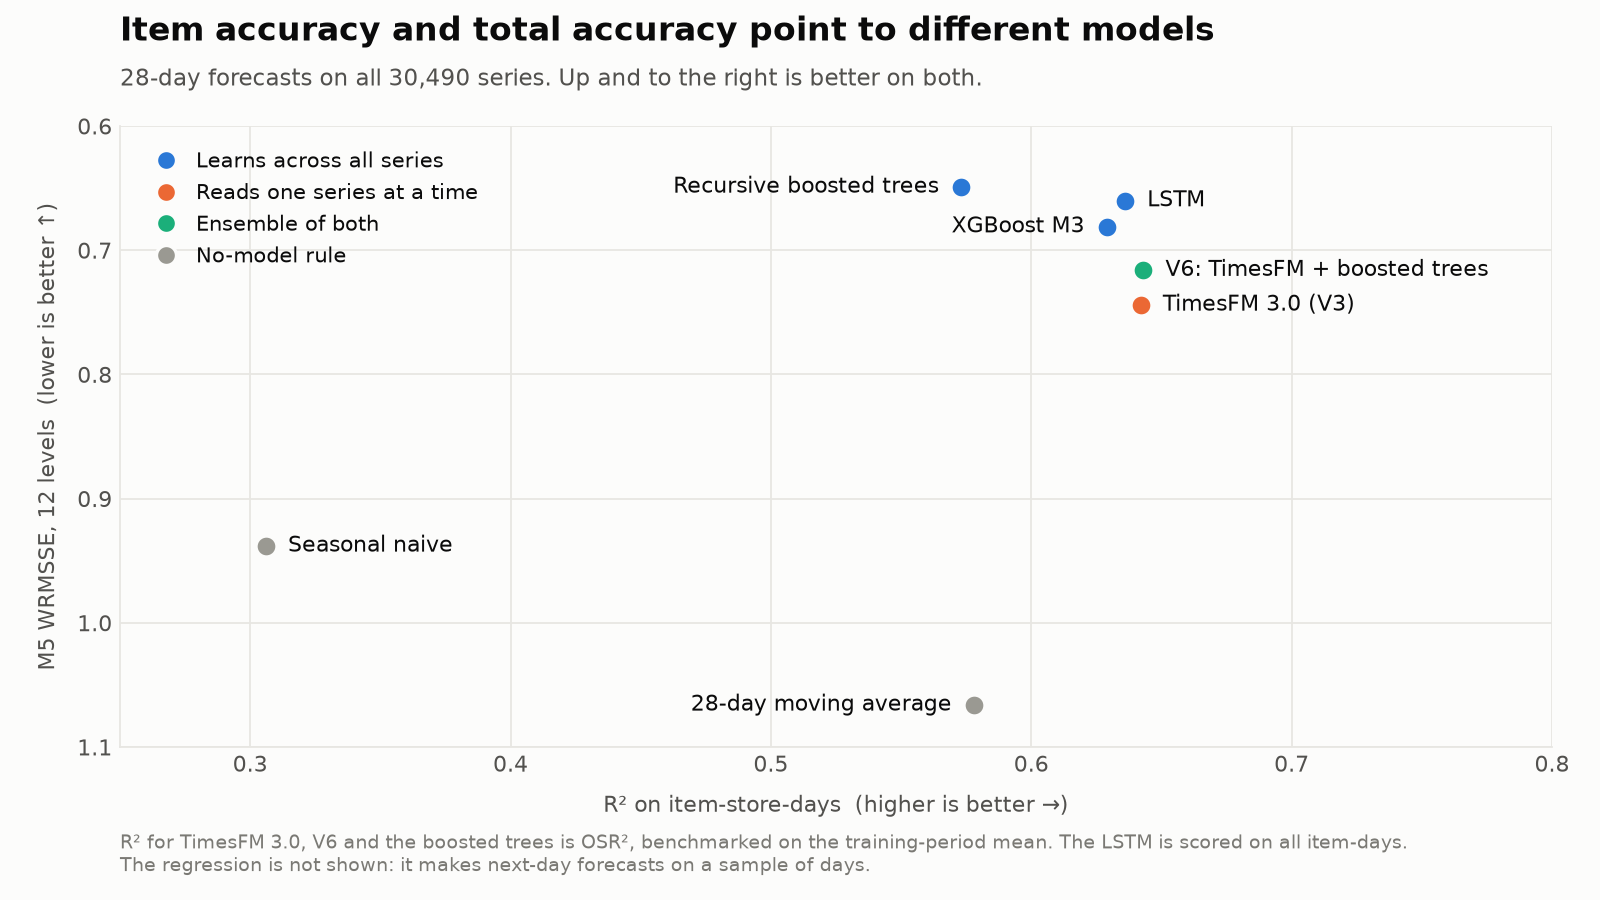 Item accuracy and total accuracy point to different models
28-day forecasts on all 30,490 series. Up and to the right is better on both.
M5 WRMSSE, 12 levels  (lower is better ↑)
0.6
0.7
0.8
0.9
1.0
1.1
Learns across all series
Reads one series at a time
Ensemble of both
No-model rule
Recursive boosted trees
LSTM
XGBoost M3
V6: TimesFM + boosted trees
TimesFM 3.0 (V3)
Seasonal naive
28-day moving average
0.3
0.4
0.5
0.6
0.7
0.8
R² on item-store-days  (higher is better →)
R² for TimesFM 3.0, V6 and the boosted trees is OSR², benchmarked on the training-period mean. The LSTM is scored on all item-days.
The regression is not shown: it makes next-day forecasts on a sample of days.